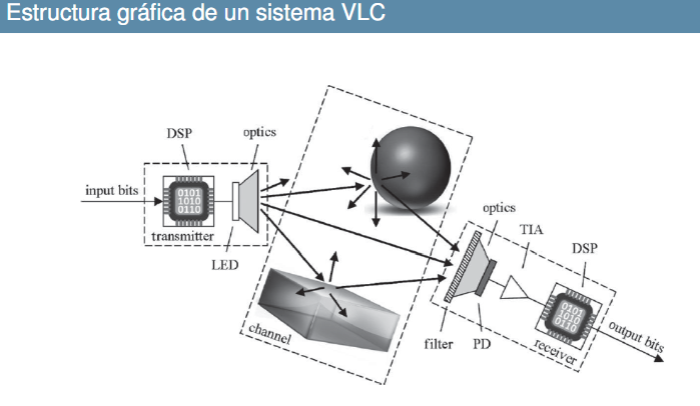 Estructura gráfica de un sistema VLC
DSP
optics
input bits
0101
1010
0110
transmitter
LED
channel
optics
TIA
DSP
0101
1010
0110
filter
PD
receiver
output bits